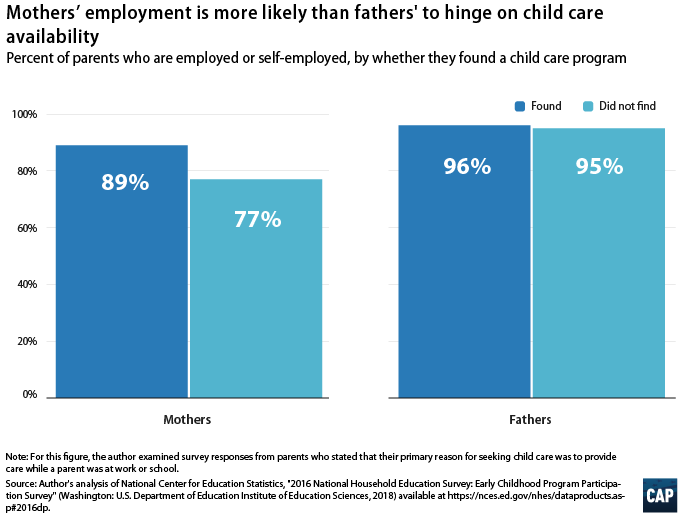 Mothers’ employment is more likely than fathers' to hinge on child care
availability
Percent of parents who are employed or self-employed, by whether they found a child care program
Found Did not find
100%
80%
60%
40%
20%
0%
89%
77%
96%
95%
Mothers
Fathers
Note: For this figure, the author examined survey responses from parents who stated that their primary reason for seeking child care was to provide
care while a parent was at work or school.
Source: Author's analysis of National Center for Education Statistics, "2016 National Household Education Survey: Early Childhood Program Participa-
tion Survey" (Washington: U.S. Department of Education Institute of Education Sciences, 2018) available at https://nces.ed.gov/nhes/dataproducts.as-
p#2016dp.
CAP